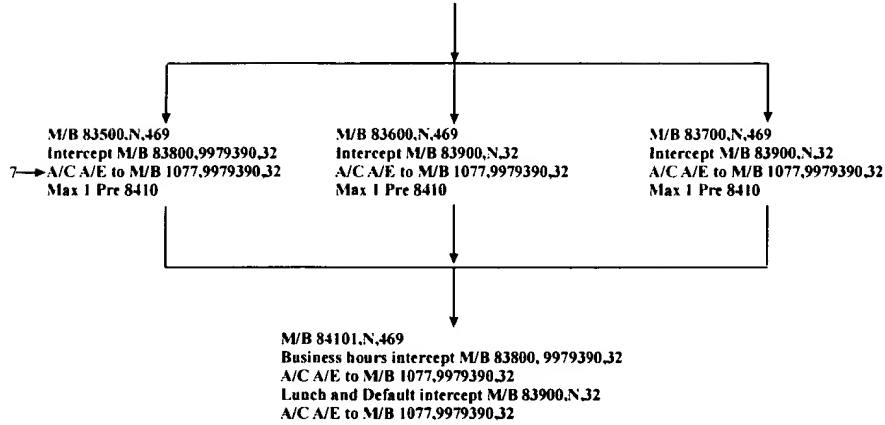 M/B 83500,N,469
Intercept M/B 83800,9979390,32
7
A/C A/E to M/B 1077,9979390,32
Max 1 Pre 8410
M/B 83600,N,469
Intercept M/B 83900,N,32
A/C A/E to M/B 1077,9979390,32
Max 1 Pre 8410
M/B 83700,N,469
Intercept M/B 83900,N,32
A/C A/E to M/B 1077,9979390,32
Max 1 Pre 8410
M/B 84101,N,469
Business hours intercept M/B 83800, 9979390,32
A/C A/E to M/B 1077,9979390,32
Lunch and Default intercept M/B 83900,N,32
A/C A/E to M/B 1077,9979390,32